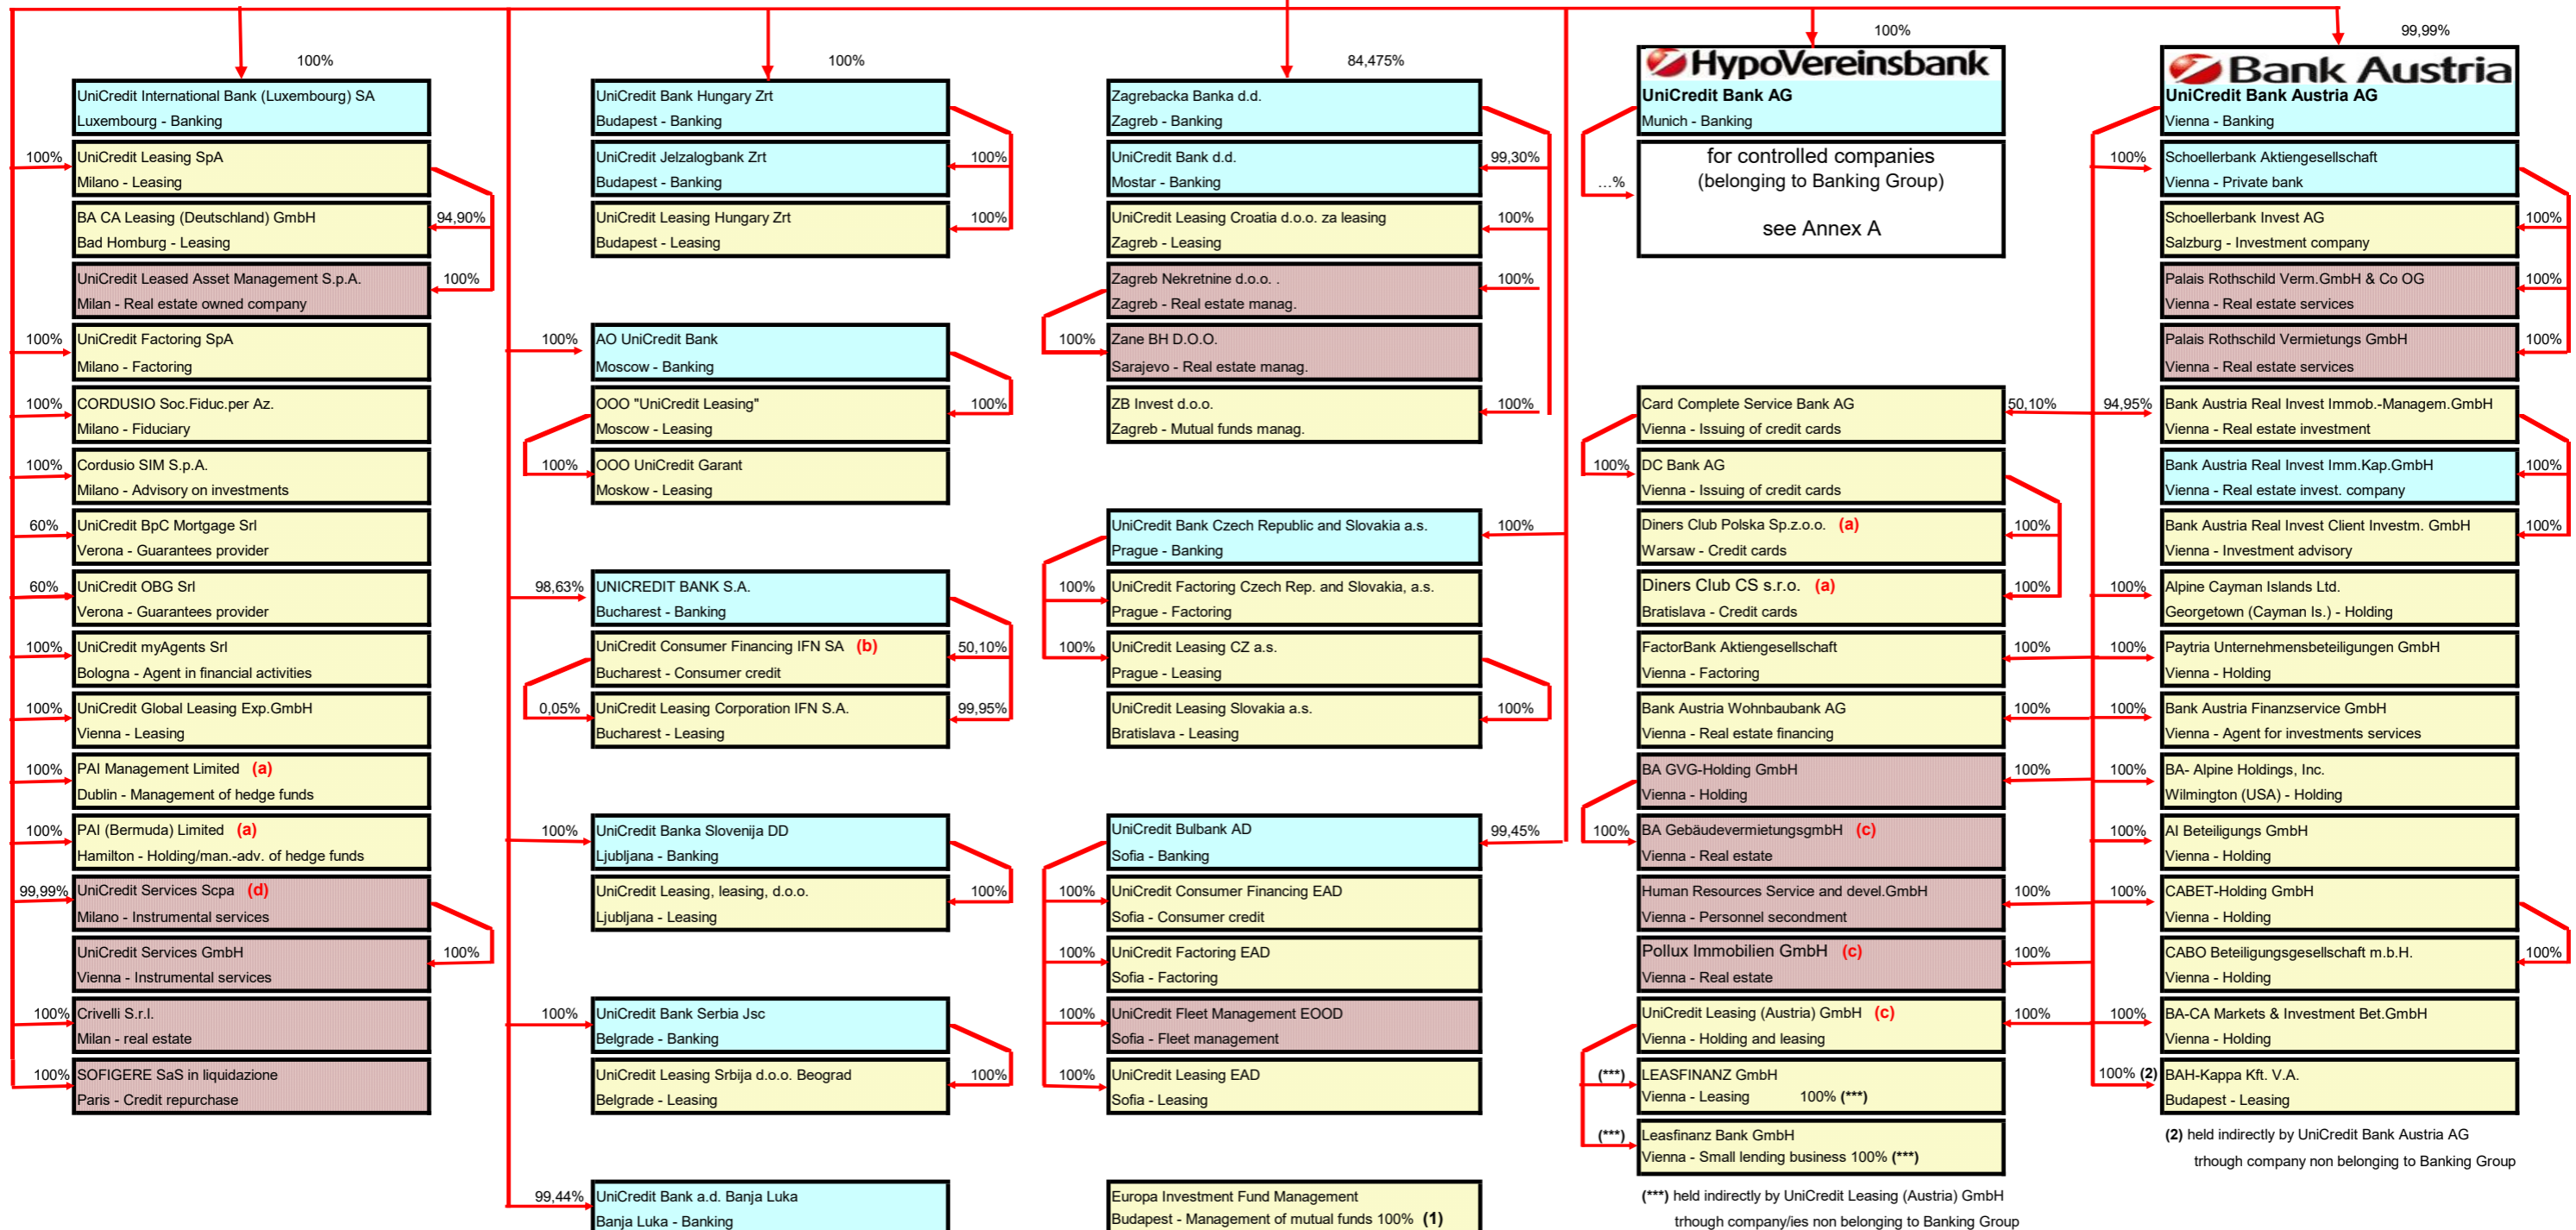 100%
UniCredit International Bank (Luxembourg) SA
Luxembourg - Banking
100%
UniCredit Leasing SpA
Milano - Leasing
BA CA Leasing (Deutschland) GmbH
Bad Homburg - Leasing
94,90%
UniCredit Leased Asset Management S.p.A.
Milan - Real estate owned company
100%
100%
UniCredit Factoring SpA
Milano - Factoring
100%
CORDUSIO Soc.Fiduc.per Az.
Milano - Fiduciary
100%
Cordusio SIM S.p.A.
Milano - Advisory on investments
60%
UniCredit BpC Mortgage Srl
Verona - Guarantees provider
60%
UniCredit OBG Srl
Verona - Guarantees provider
100%
UniCredit myAgents Srl
Bologna - Agent in financial activities
100%
UniCredit Global Leasing Exp.GmbH
Vienna - Leasing
100%
PAI Management Limited (a)
Dublin - Management of hedge funds
100%
PAI (Bermuda) Limited (a)
Hamilton - Holding/man.-adv. of hedge funds
99,99%
UniCredit Services Scpa (d)
Milano - Instrumental services
UniCredit Services GmbH
Vienna - Instrumental services
100%
100%
Crivelli S.r.l.
Milan - real estate
100%
SOFIGERE SaS in liquidazione
Paris - Credit repurchase
100%
UniCredit Bank Hungary Zrt
Budapest - Banking
UniCredit Jelzalogbank Zrt
Budapest - Banking
100%
UniCredit Leasing Hungary Zrt
Budapest - Leasing
100%
100%
AO UniCredit Bank
Moscow - Banking
OOO "UniCredit Leasing"
Moscow - Leasing
100%
100%
OOO UniCredit Garant
Moskow - Leasing
98,63%
UNICREDIT BANK S.A.
Bucharest - Banking
UniCredit Consumer Financing IFN SA (b)
Bucharest - Consumer credit
50,10%
0,05%
UniCredit Leasing Corporation IFN S.A.
Bucharest - Leasing
99,95%
100%
UniCredit Banka Slovenija DD
Ljubljana - Banking
UniCredit Leasing, leasing, d.o.o.
Ljubljana - Leasing
100%
100%
UniCredit Bank Serbia Jsc
Belgrade - Banking
UniCredit Leasing Srbija d.o.o. Beograd
Belgrade - Leasing
100%
99,44%
UniCredit Bank a.d. Banja Luka
Banja Luka - Banking
84,475%
Zagrebacka Banka d.d.
Zagreb - Banking
UniCredit Bank d.d.
Mostar - Banking
99,30%
UniCredit Leasing Croatia d.o.o. za leasing
Zagreb - Leasing
100%
Zagreb Nekretnine d.o.o. .
Zagreb - Real estate manag.
100%
100%
Zane BH D.O.O.
Sarajevo - Real estate manag.
ZB Invest d.o.o.
Zagreb - Mutual funds manag.
100%
UniCredit Bank Czech Republic and Slovakia a.s.
Prague - Banking
100%
100%
UniCredit Factoring Czech Rep. and Slovakia, a.s.
Prague - Factoring
100%
UniCredit Leasing CZ a.s.
Prague - Leasing
UniCredit Leasing Slovakia a.s.
Bratislava - Leasing
100%
UniCredit Bulbank AD
Sofia - Banking
99,45%
100%
UniCredit Consumer Financing EAD
Sofia - Consumer credit
100%
UniCredit Factoring EAD
Sofia - Factoring
100%
UniCredit Fleet Management EOOD
Sofia - Fleet management
100%
UniCredit Leasing EAD
Sofia - Leasing
Europa Investment Fund Management
Budapest - Management of mutual funds 100% (1)
100%
HypoVereinsbank
UniCredit Bank AG
Munich - Banking
...%
for controlled companies
(belonging to Banking Group)
see Annex A
Card Complete Service Bank AG
Vienna - Issuing of credit cards
50,10%
100%
DC Bank AG
Vienna - Issuing of credit cards
Diners Club Polska Sp.z.o.o. (a)
Warsaw - Credit cards
100%
Diners Club CS s.r.o. (a)
Bratislava - Credit cards
100%
FactorBank Aktiengesellschaft
Vienna - Factoring
100%
Bank Austria Wohnbaubank AG
Vienna - Real estate financing
100%
BA GVG-Holding GmbH
Vienna - Holding
100%
100%
BA GebäudevermietungsgmbH (c)
Vienna - Real estate
Human Resources Service and devel.GmbH
Vienna - Personnel secondment
100%
Pollux Immobilien GmbH (c)
Vienna - Real estate
100%
UniCredit Leasing (Austria) GmbH (c)
Vienna - Holding and leasing
100%
(***)
LEASFINANZ GmbH
Vienna - Leasing 100% (***)
(***)
Leasfinanz Bank GmbH
Vienna - Small lending business 100% (***)
(***) held indirectly by UniCredit Leasing (Austria) GmbH
trhough company/ies non belonging to Banking Group
99,99%
Bank Austria
UniCredit Bank Austria AG
Vienna - Banking
100%
Schoellerbank Aktiengesellschaft
Vienna - Private bank
Schoellerbank Invest AG
Salzburg - Investment company
100%
Palais Rothschild Verm.GmbH & Co OG
Vienna - Real estate services
100%
Palais Rothschild Vermietungs GmbH
Vienna - Real estate services
100%
94,95%
Bank Austria Real Invest Immob.-Managem.GmbH
Vienna - Real estate investment
Bank Austria Real Invest Imm.Kap.GmbH
Vienna - Real estate invest. company
100%
Bank Austria Real Invest Client Investm. GmbH
Vienna - Investment advisory
100%
100%
Alpine Cayman Islands Ltd.
Georgetown (Cayman Is.) - Holding
100%
Paytria Unternehmensbeteiligungen GmbH
Vienna - Holding
100%
Bank Austria Finanzservice GmbH
Vienna - Agent for investments services
100%
BA- Alpine Holdings, Inc.
Wilmington (USA) - Holding
100%
AI Beteiligungs GmbH
Vienna - Holding
100%
CABET-Holding GmbH
Vienna - Holding
CABO Beteiligungsgesellschaft m.b.H.
Vienna - Holding
100%
100%
BA-CA Markets & Investment Bet.GmbH
Vienna - Holding
100% (2)
BAH-Kappa Kft. V.A.
Budapest - Leasing
(2) held indirectly by UniCredit Bank Austria AG
trhough company non belonging to Banking Group